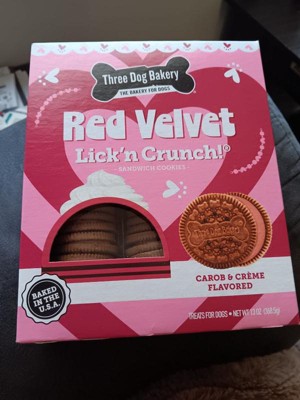 Three Dog Bakery
THE BAKERY FOR DOGS
Red Velvet
Lick'n Crunch!®
- SANDWICH COOKIES -
CAROB & CRÈME
FLAVORED
BAKED
IN THE
U.S.A.
TREATS FOR DOGS • NET WT 13 OZ